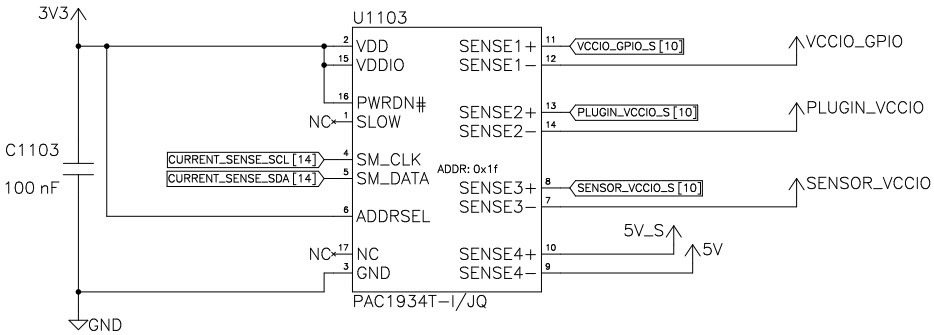 3V3
U1103
2 VDD
15 VDDIO
16 PWRDN#
NC 1 SLOW
C1103
100 nF
CURRENT_SENSE_SCL [14] 4 SM_CLK
CURRENT_SENSE_SDA [14] 5 SM_DATA
ADDR: 0x1f
6 ADDRSEL
NC 17 NC
3 GND
GND
SENSE1+ 11 VCCIO_GPIO_S [10]
SENSE1- 12 VCCIO_GPIO
SENSE2+ 13 PLUGIN_VCCIO_S [10]
SENSE2- 14 PLUGIN_VCCIO
SENSE3+ 8 SENSOR_VCCIO_S [10]
SENSE3- 7 SENSOR_VCCIO
SENSE4+ 10 5V_S
SENSE4- 9 5V
PAC1934T-I/JQ